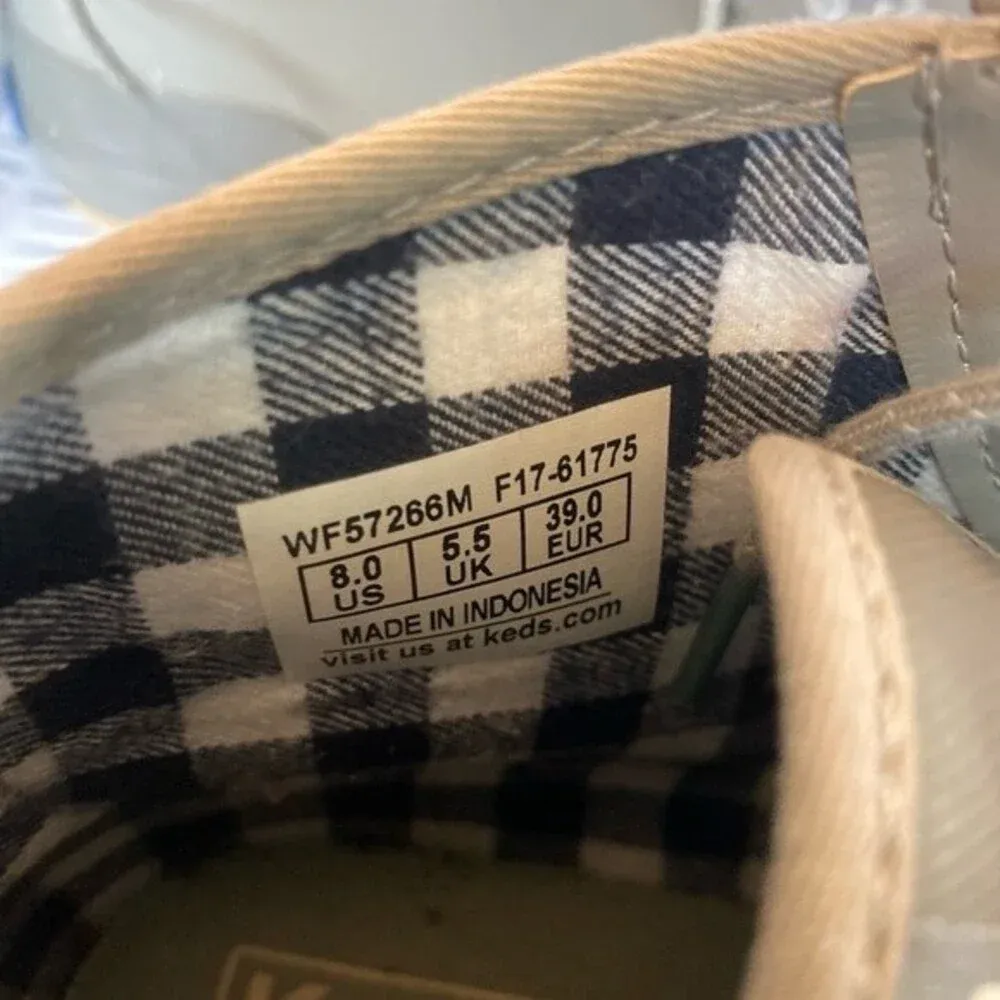 WF57266M F17-61775
8.0 5.5 39.0
US UK EUR
MADE IN INDONESIA
visit us at keds.com
K